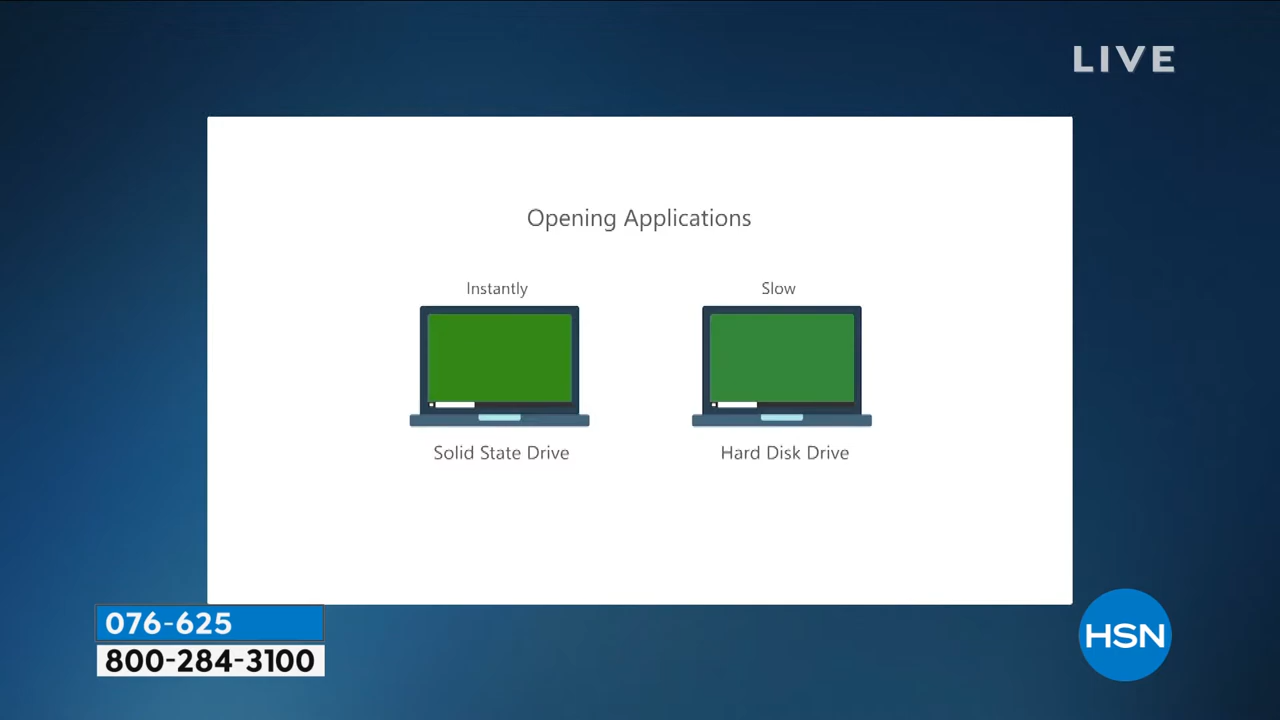 LIVE
Opening Applications
Instantly
Slow
Solid State Drive
Hard Disk Drive
076-625
800-284-3100
HSN